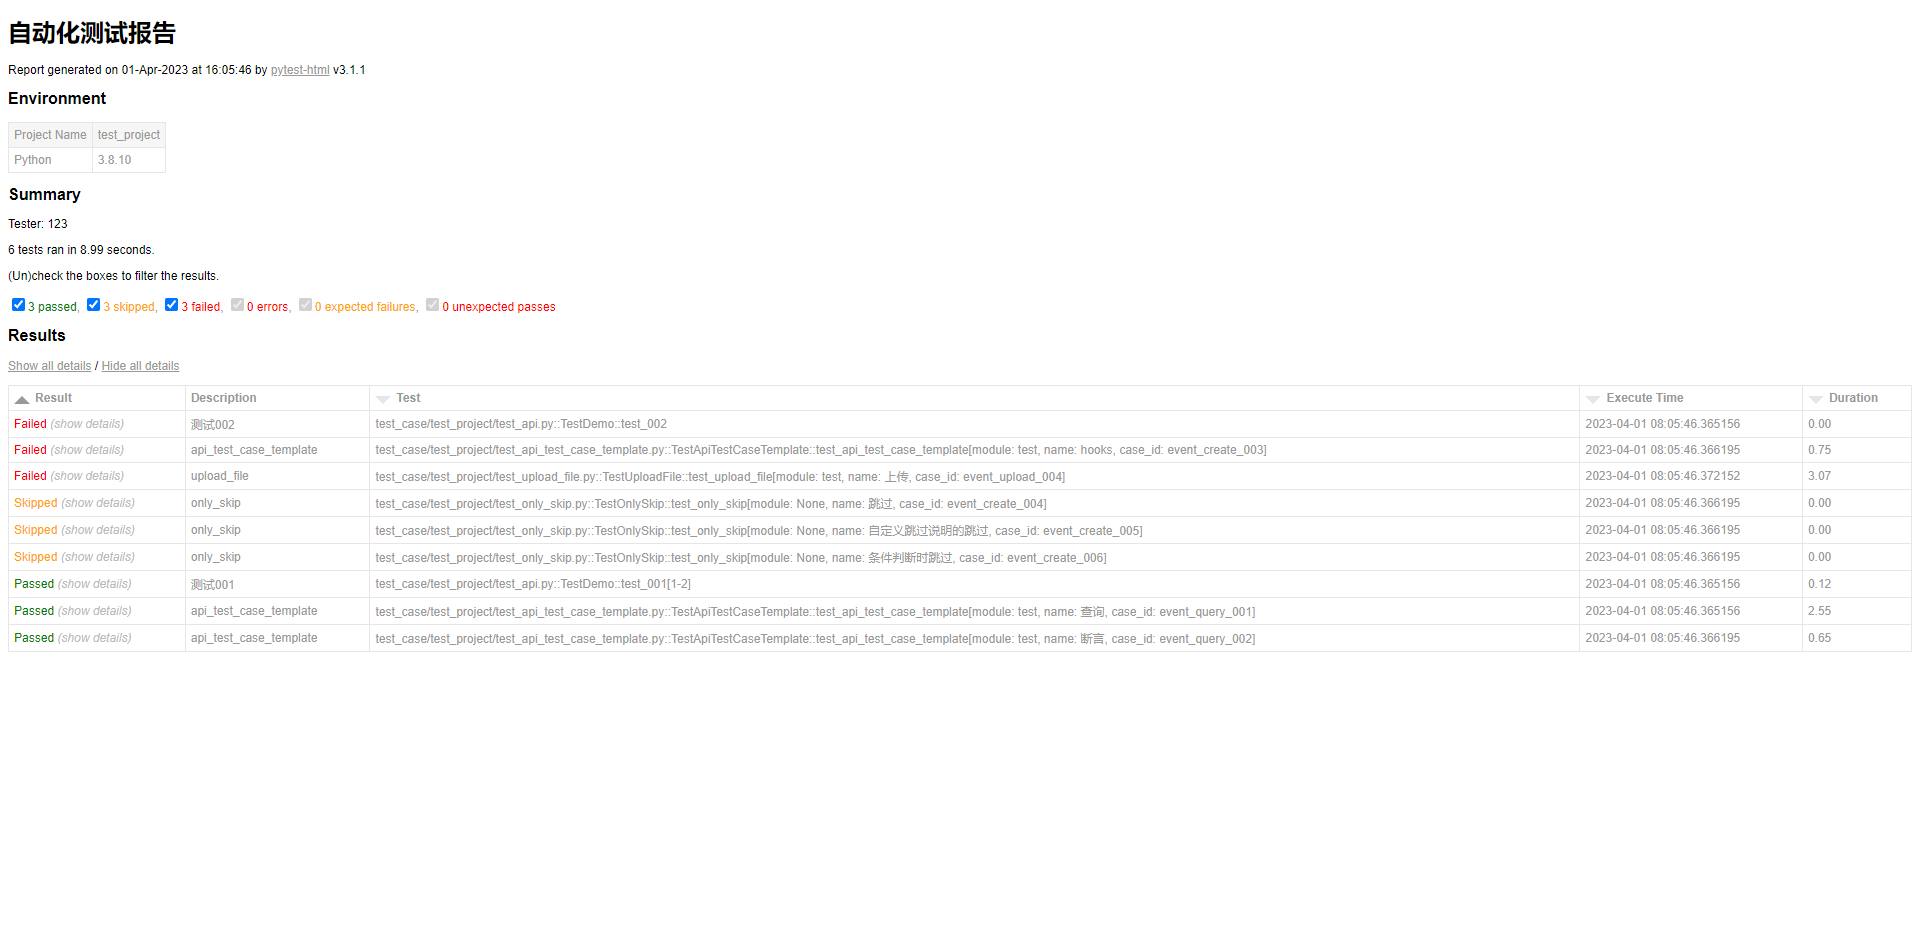 自动化测试报告
Report generated on 01-Apr-2023 at 16:05:46 by pytest-html v3.1.1
Environment
Project Name test_project
Python 3.8.10
Summary
Tester: 123
6 tests ran in 8.99 seconds.
(Un)check the boxes to filter the results.
3 passed, 3 skipped, 3 failed, 0 errors, 0 expected failures, 0 unexpected passes
Results
Show all details / Hide all details
Result Description Test Execute Time Duration
Failed (show details) 测试002 test_case/test_project/test_api.py::TestDemo::test_002 2023-04-01 08:05:46.365156 0.00
Failed (show details) api_test_case_template test_case/test_project/test_api_test_case_template.py::TestApiTestCaseTemplate::test_api_test_case_template[module: test, name: hooks, case_id: event_create_003] 2023-04-01 08:05:46.366195 0.75
Failed (show details) upload_file test_case/test_project/test_upload_file.py::TestUploadFile::test_upload_file[module: test, name: 上传, case_id: event_upload_004] 2023-04-01 08:05:46.372152 3.07
Skipped (show details) only_skip test_case/test_project/test_only_skip.py::TestOnlySkip::test_only_skip[module: None, name: 跳过, case_id: event_create_004] 2023-04-01 08:05:46.366195 0.00
Skipped (show details) only_skip test_case/test_project/test_only_skip.py::TestOnlySkip::test_only_skip[module: None, name: 自定义跳过说明的跳过, case_id: event_create_005] 2023-04-01 08:05:46.366195 0.00
Skipped (show details) only_skip test_case/test_project/test_only_skip.py::TestOnlySkip::test_only_skip[module: None, name: 条件判断时跳过, case_id: event_create_006] 2023-04-01 08:05:46.366195 0.00
Passed (show details) 测试001 test_case/test_project/test_api.py::TestDemo::test_001[1-2] 2023-04-01 08:05:46.365156 0.12
Passed (show details) api_test_case_template test_case/test_project/test_api_test_case_template.py::TestApiTestCaseTemplate::test_api_test_case_template[module: test, name: 查询, case_id: event_query_001] 2023-04-01 08:05:46.365156 2.55
Passed (show details) api_test_case_template test_case/test_project/test_api_test_case_template.py::TestApiTestCaseTemplate::test_api_test_case_template[module: test, name: 断言, case_id: event_query_002] 2023-04-01 08:05:46.366195 0.65